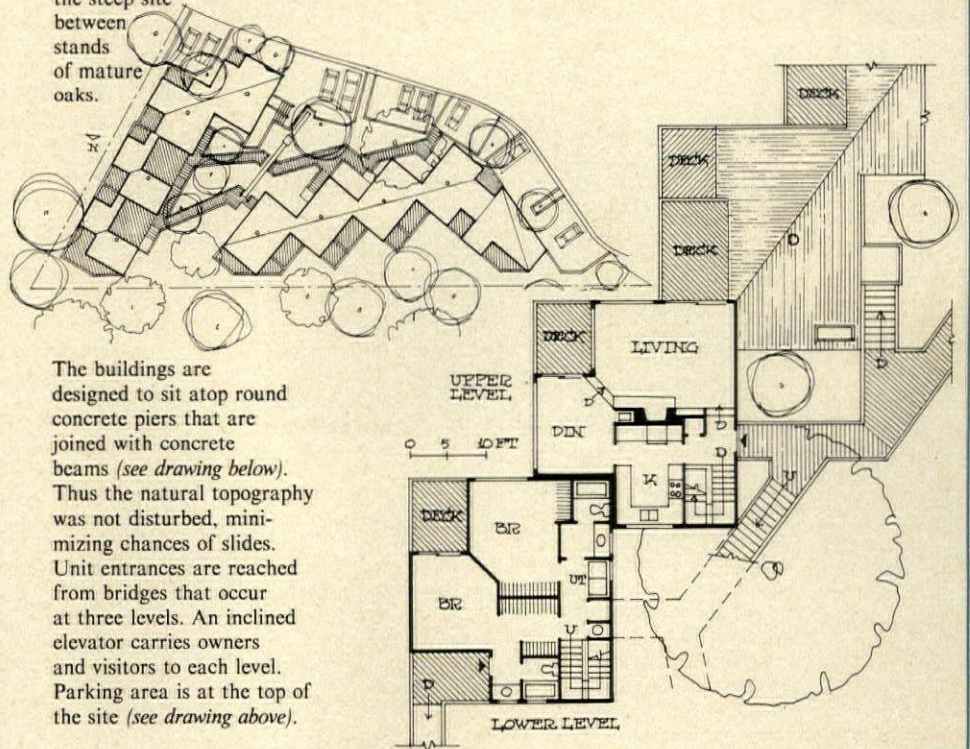 the steep site
between
stands
of mature
oaks.
N
The buildings are
designed to sit atop round
concrete piers that are
joined with concrete
beams (see drawing below).
Thus the natural topography
was not disturbed, mini-
mizing chances of slides.
Unit entrances are reached
from bridges that occur
at three levels. An inclined
elevator carries owners
and visitors to each level.
Parking area is at the top of
the site (see drawing above).
DECK
DECK
DECK
D
DECK
LIVING
UPPER
LEVEL
D
DIN
D
D
K
U
0 5 10 FT
DECK
BR
UT
BR
U
D
LOWER LEVEL